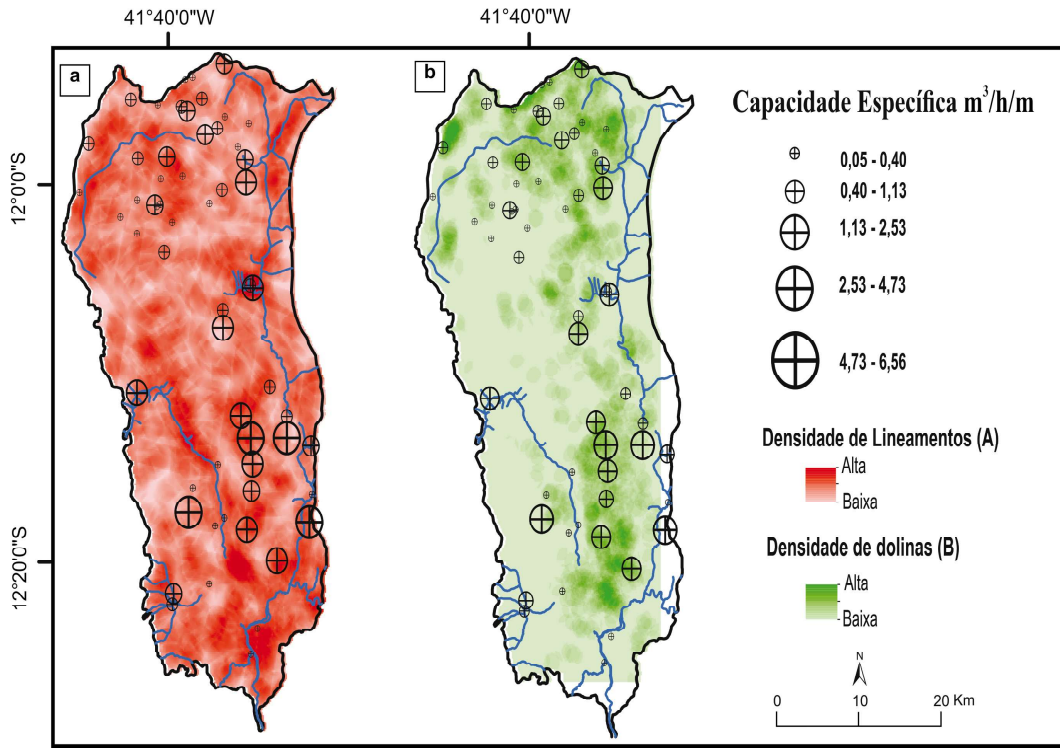 41°40'0"W
41°40'0"W
a
b
12°0'0"S
12°20'0"S
Capacidade Específica m³/h/m
0,05 - 0,40
0,40 - 1,13
1,13 - 2,53
2,53 - 4,73
4,73 - 6,56
Densidade de Lineamentos (A)
Alta
Baixa
Densidade de dolinas (B)
Alta
Baixa
N
0 10 20 Km